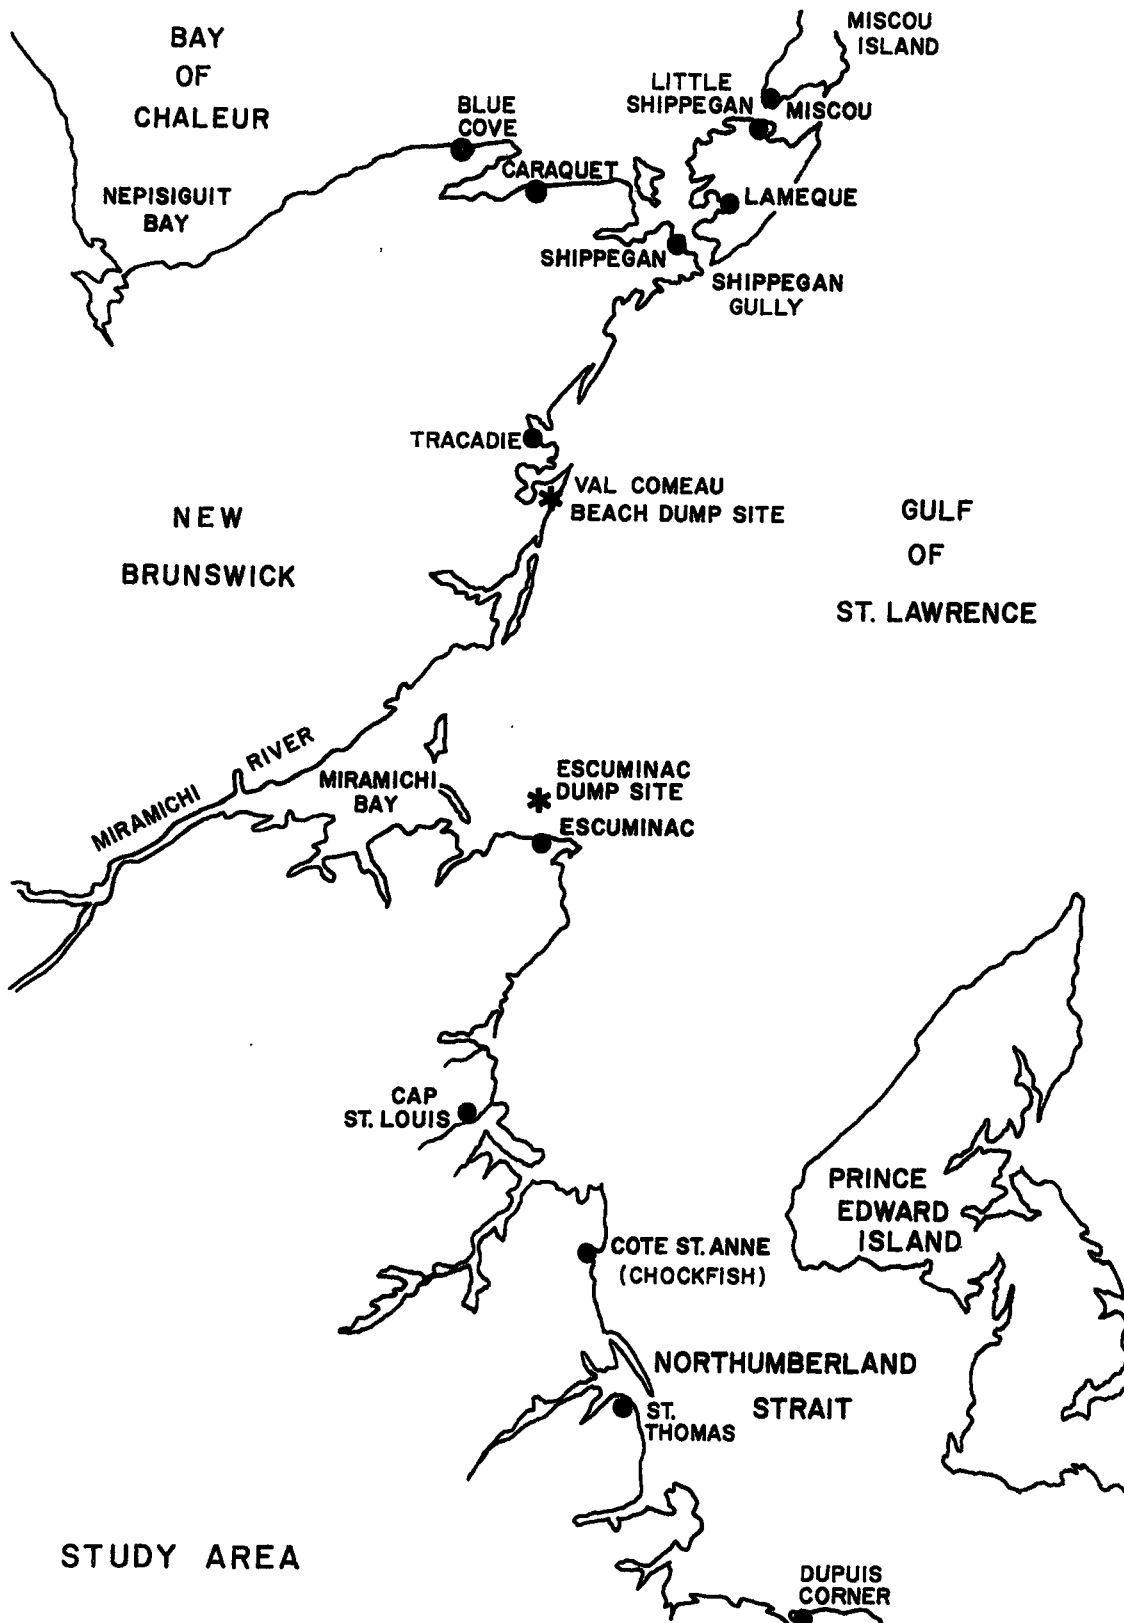 BAY
OF
CHALEUR
MISCOU
ISLAND
LITTLE
SHIPPEGAN
MISCOU
BLUE
COVE
CARAQUET
NEPISIGUIT
BAY
LAMEQUE
SHIPPEGAN
SHIPPEGAN
GULLY
TRACADIE
VAL COMEAU
BEACH DUMP SITE
NEW
BRUNSWICK
GULF
OF
ST. LAWRENCE
MIRAMICHI RIVER
MIRAMICHI
BAY
ESCUMINAC
DUMP SITE
ESCUMINAC
CAP
ST. LOUIS
PRINCE
EDWARD
ISLAND
COTE ST. ANNE
(CHOCKFISH)
NORTHUMBERLAND
STRAIT
ST.
THOMAS
STUDY AREA
DUPUIS
CORNER